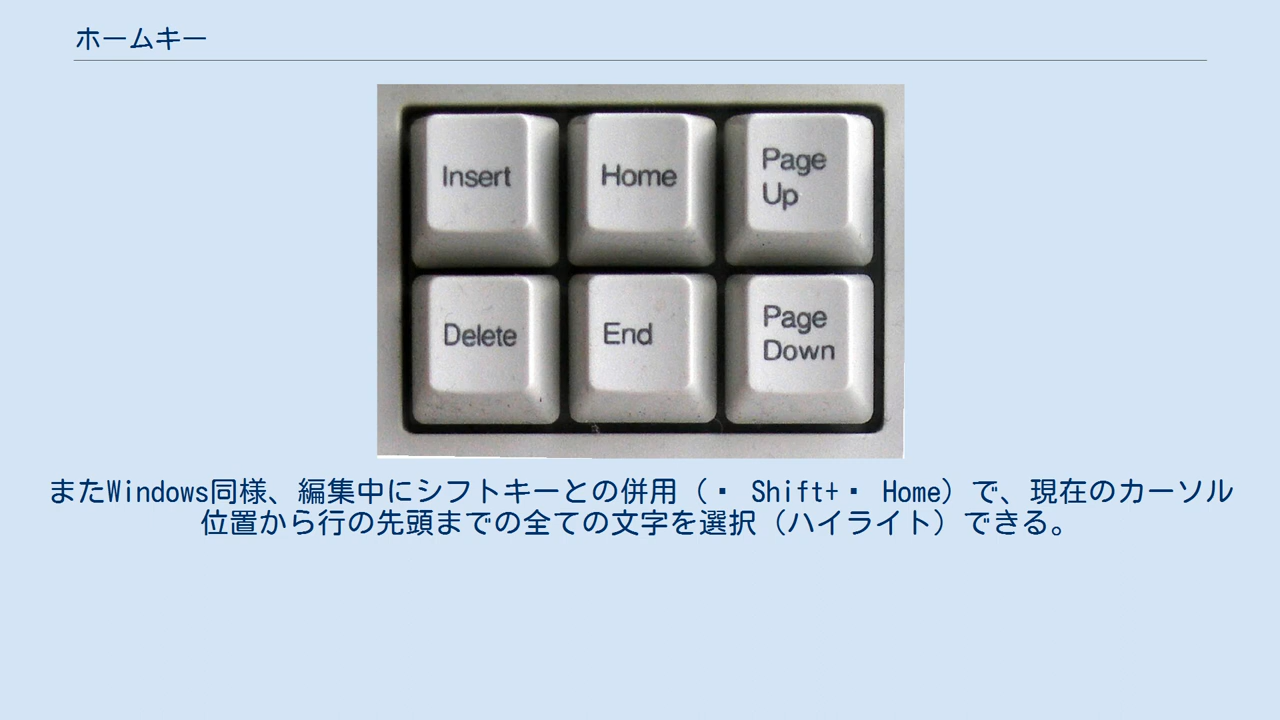 ホームキー
Insert
Home
Page
Up
Delete
End
Page
Down
またWindows同様、編集中にシフトキーとの併用（▪ Shift+▪ Home）で、現在のカーソル
位置から行の先頭までの全ての文字を選択（ハイライト）できる。